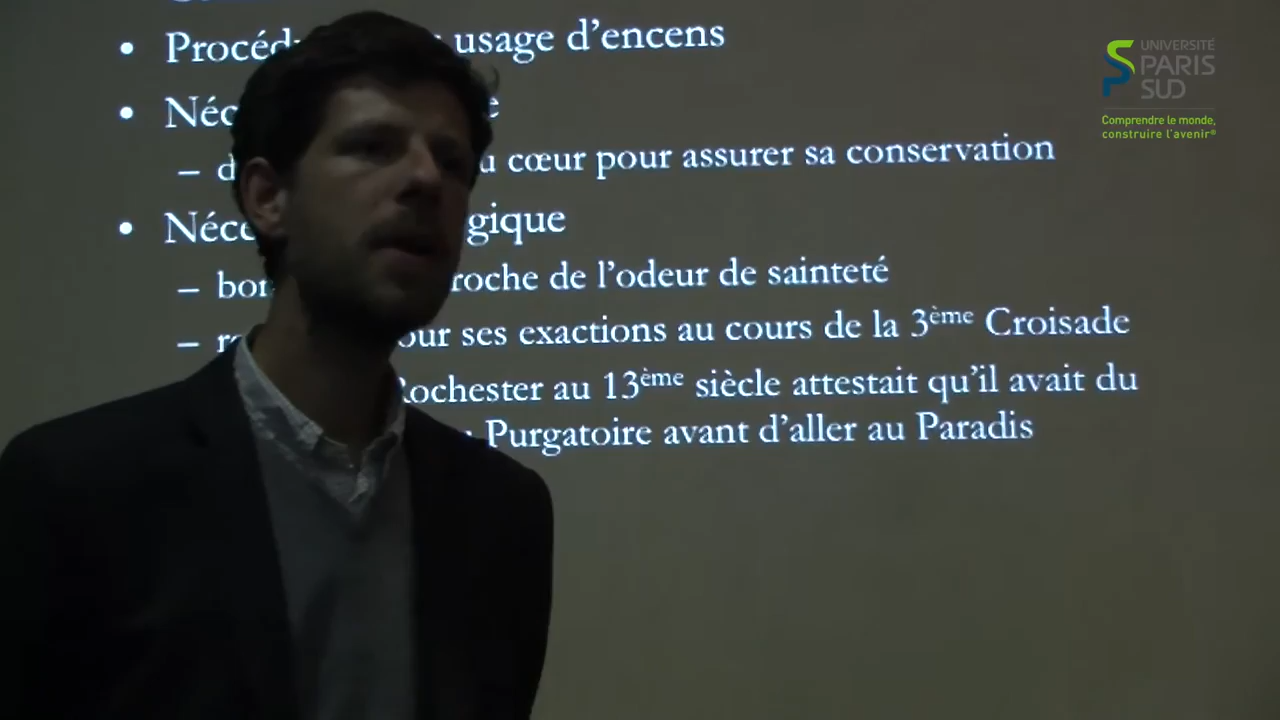 • Procéd usage d'encens
• Néc e
– d u cœur pour assurer sa conservation
• Néce gique
– bon roche de l'odeur de sainteté
– r our ses exactions au cours de la 3ème Croisade
Rochester au 13ème siècle attestait qu'il avait du
Purgatoire avant d'aller au Paradis
UNIVERSITÉ
PARIS
SUD
Comprendre le monde,
construire l'avenir®